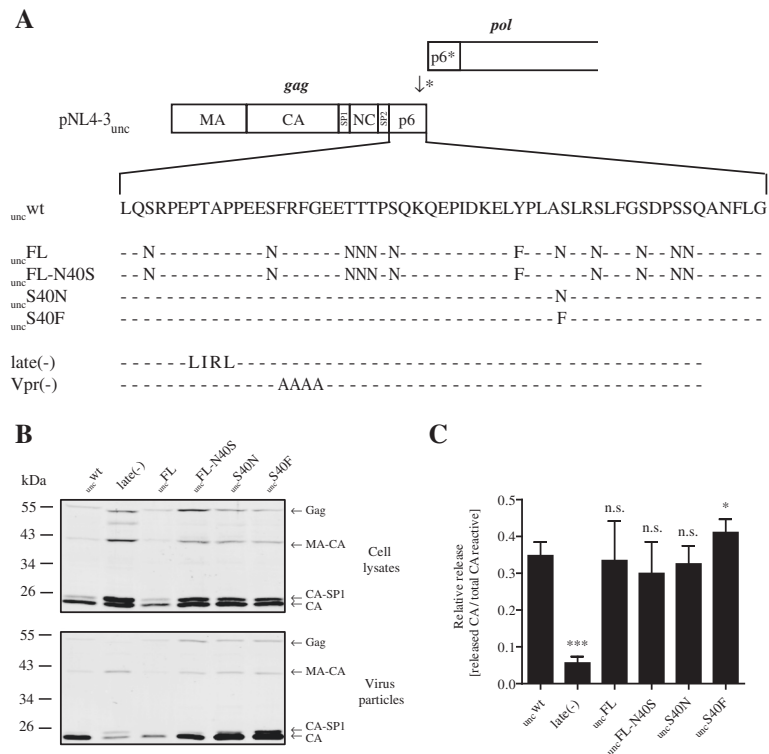 A
pol
p6*
↓*
gag
pNL4-3unc
MA CA SP1 NC SP2 p6
uncwt LQSRPEPTAPPEESFRFGEETTTPSQKQEPIDKELYPLASLRSLFGSDPSSQANFLG
uncFL --N----------N------NNN-N----------F---N--N---N--NN------
uncFL-N40S --N----------N------NNN-N----------F------N---N--NN------
uncS40N ---------------------------------------N-----------------
uncS40F ---------------------------------------F-----------------
late(-) ------LIRL------------------------------------------
Vpr(-) --------------AAAA----------------------------------
B
kDa
uncwt late(-) uncFL uncFL-N40S uncS40N uncS40F
55
43
34
26
← Gag
← MA-CA
← CA-SP1
← CA
Cell
lysates
55
43
34
26
← Gag
← MA-CA
← CA-SP1
← CA
Virus
particles
C
Relative release
[released CA / total CA reactive]
0.5
0.4
0.3
0.2
0.1
0.0
***
n.s.
n.s.
n.s.
*
uncwt late(-) uncFL uncFL-N40S uncS40N uncS40F